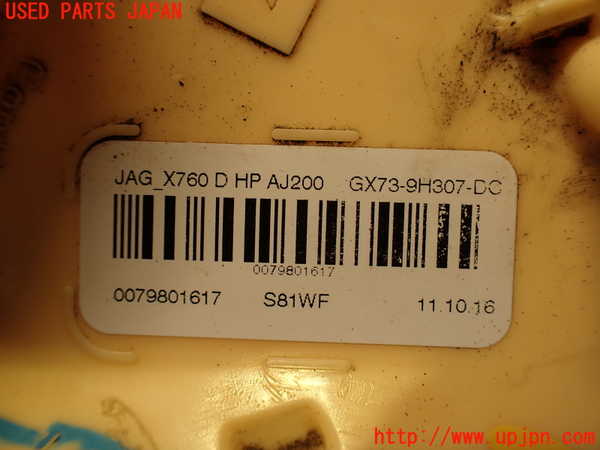 USED PARTS JAPAN
JAG_X760 D HP AJ200 GX73-9H307-DC
0079801617
0079801617 S81WF 11.10.16
http://www.upjpn.com